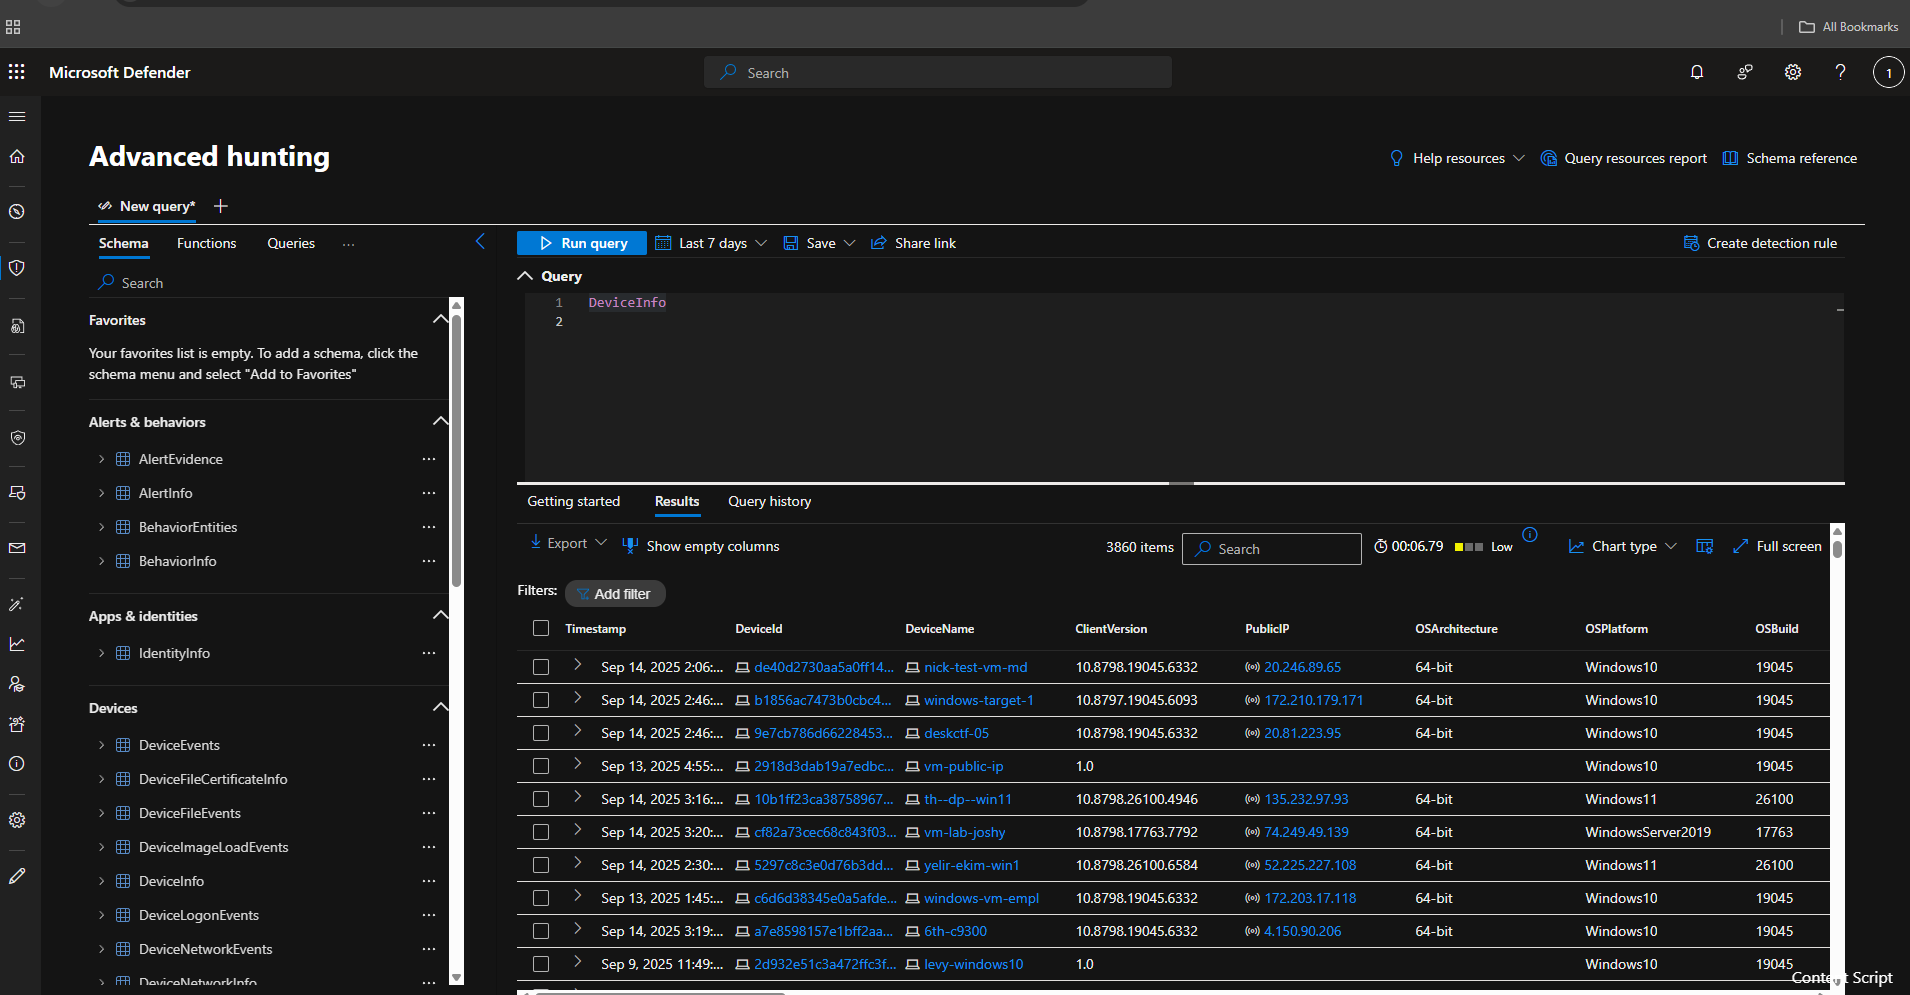 All Bookmarks
Microsoft Defender
Search
1
Advanced hunting
Help resources
Query resources report
Schema reference
New query*
Schema
Functions
Queries
...
Run query
Last 7 days
Save
Share link
Create detection rule
Search
Query
1 DeviceInfo
2
Favorites
Your favorites list is empty. To add a schema, click the
schema menu and select "Add to Favorites"
Alerts & behaviors
AlertEvidence
AlertInfo
BehaviorEntities
BehaviorInfo
Apps & identities
IdentityInfo
Devices
DeviceEvents
DeviceFileCertificateInfo
DeviceFileEvents
DeviceImageLoadEvents
DeviceInfo
DeviceLogonEvents
DeviceNetworkEvents
DeviceNetworkInfo
Getting started
Results
Query history
Export
Show empty columns
3860 items
Search
00:06.79
Low
Chart type
Full screen
Filters:
Add filter
Timestamp DeviceId DeviceName ClientVersion PublicIP OSArchitecture OSPlatform OSBuild
Sep 14, 2025 2:06:... de40d2730aa5a0ff14... nick-test-vm-md 10.8798.19045.6332 20.246.89.65 64-bit Windows10 19045
Sep 14, 2025 2:46:... b1856ac7473b0cbc4... windows-target-1 10.8797.19045.6093 172.210.179.171 64-bit Windows10 19045
Sep 14, 2025 2:46:... 9e7cb786d66228453... deskctf-05 10.8798.19045.6332 20.81.223.95 64-bit Windows10 19045
Sep 13, 2025 4:55:... 2918d3dab19a7edbc... vm-public-ip 1.0 Windows10 19045
Sep 14, 2025 3:16:... 10b1ff23ca38758967... th--dp--win11 10.8798.26100.4946 135.232.97.93 64-bit Windows11 26100
Sep 14, 2025 3:20:... cf82a73cec68c843f03... vm-lab-joshy 10.8798.17763.7792 74.249.49.139 64-bit WindowsServer2019 17763
Sep 14, 2025 2:30:... 5297c8c3e0d76b3dd... yelir-ekim-win1 10.8798.26100.6584 52.225.227.108 64-bit Windows11 26100
Sep 13, 2025 1:45:... c6d6d38345e0a5afde... windows-vm-empl 10.8798.19045.6332 172.203.17.118 64-bit Windows10 19045
Sep 14, 2025 3:19:... a7e8598157e1bff2aa... 6th-c9300 10.8798.19045.6332 4.150.90.206 64-bit Windows10 19045
Sep 9, 2025 11:49:... 2d932e51c3a472ffc3f... levy-windows10 1.0 Windows10 19045
Content Script